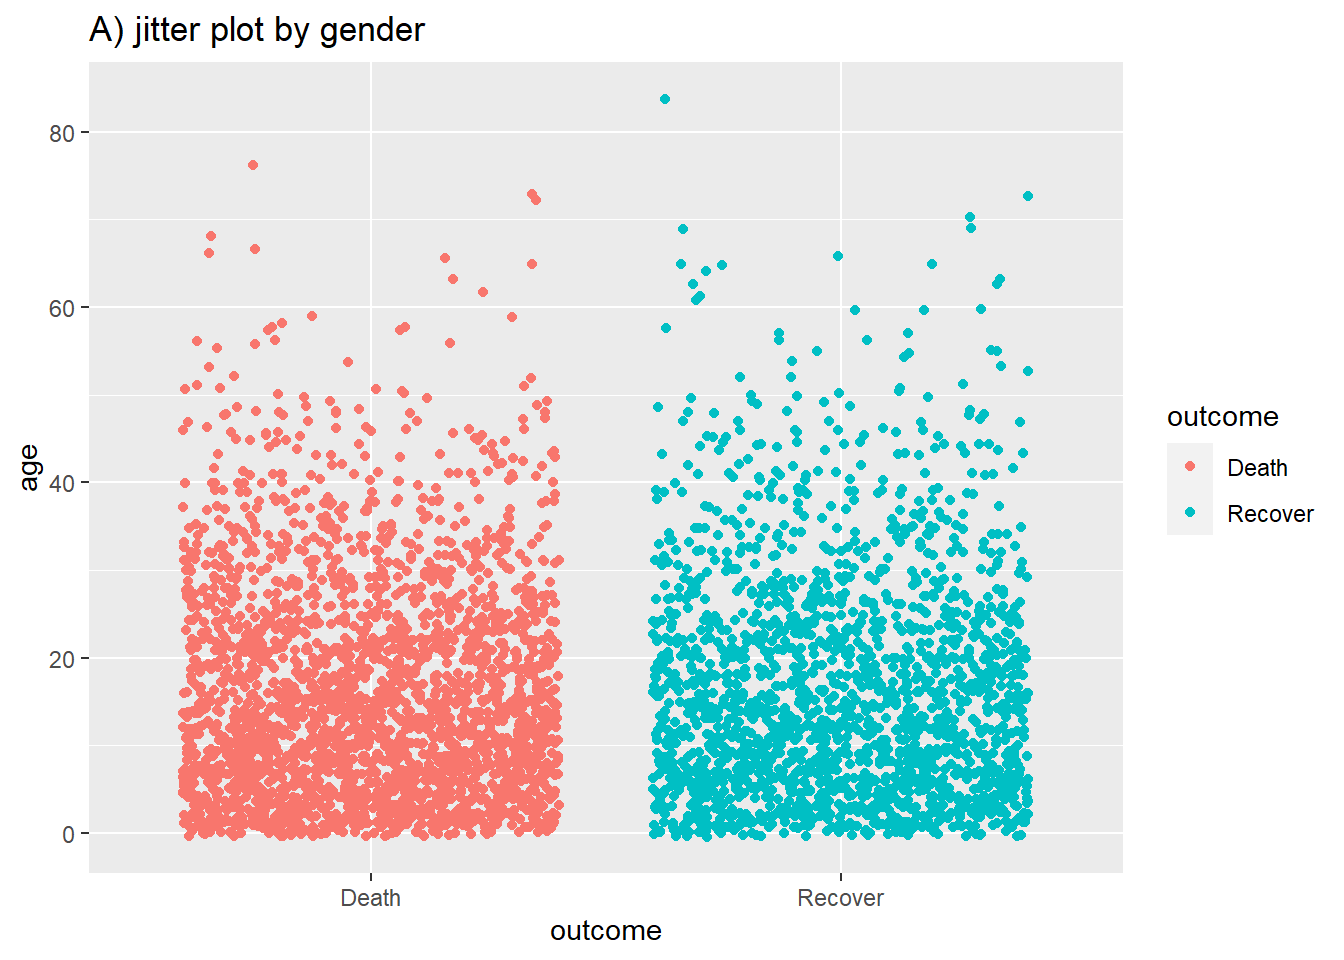 A) jitter plot by gender
80
60
40
20
0
age
Death
Recover
outcome
outcome
Death
Recover